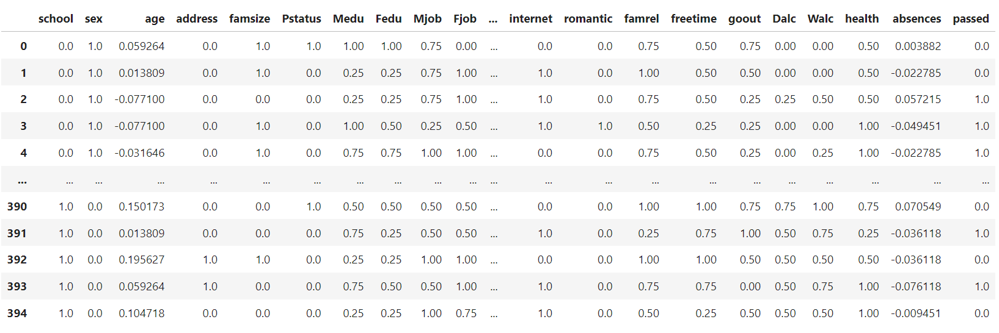 school sex age address famsize Pstatus Medu Fedu Mjob Fjob ... internet romantic famrel freetime goout Dalc Walc health absences passed
0 0.0 1.0 0.059264 0.0 1.0 1.0 1.00 1.00 0.75 0.00 ... 0.0 0.0 0.75 0.50 0.75 0.00 0.00 0.50 0.003882 0.0
1 0.0 1.0 0.013809 0.0 1.0 0.0 0.25 0.25 0.75 1.00 ... 1.0 0.0 1.00 0.50 0.50 0.00 0.00 0.50 -0.022785 0.0
2 0.0 1.0 -0.077100 0.0 0.0 0.0 0.25 0.25 0.75 1.00 ... 1.0 0.0 0.75 0.50 0.25 0.25 0.50 0.50 0.057215 1.0
3 0.0 1.0 -0.077100 0.0 1.0 0.0 1.00 0.50 0.25 0.50 ... 1.0 1.0 0.50 0.25 0.25 0.00 0.00 1.00 -0.049451 1.0
4 0.0 1.0 -0.031646 0.0 1.0 0.0 0.75 0.75 1.00 1.00 ... 0.0 0.0 0.75 0.50 0.25 0.00 0.25 1.00 -0.022785 1.0
... ... ... ... ... ... ... ... ... ... ... ... ... ... ... ... ... ... ... ... ... ...
390 1.0 0.0 0.150173 0.0 0.0 1.0 0.50 0.50 0.50 0.50 ... 0.0 0.0 1.00 1.00 0.75 0.75 1.00 0.75 0.070549 0.0
391 1.0 0.0 0.013809 0.0 0.0 0.0 0.75 0.25 0.50 0.50 ... 1.0 0.0 0.25 0.75 1.00 0.50 0.75 0.25 -0.036118 1.0
392 1.0 0.0 0.195627 1.0 1.0 0.0 0.25 0.25 1.00 1.00 ... 0.0 0.0 1.00 1.00 0.50 0.50 0.50 0.50 -0.036118 0.0
393 1.0 0.0 0.059264 1.0 0.0 0.0 0.75 0.50 0.50 1.00 ... 1.0 0.0 0.75 0.75 0.00 0.50 0.75 1.00 -0.076118 1.0
394 1.0 0.0 0.104718 0.0 0.0 0.0 0.25 0.25 1.00 0.75 ... 1.0 0.0 0.50 0.25 0.50 0.50 0.50 1.00 -0.009451 0.0